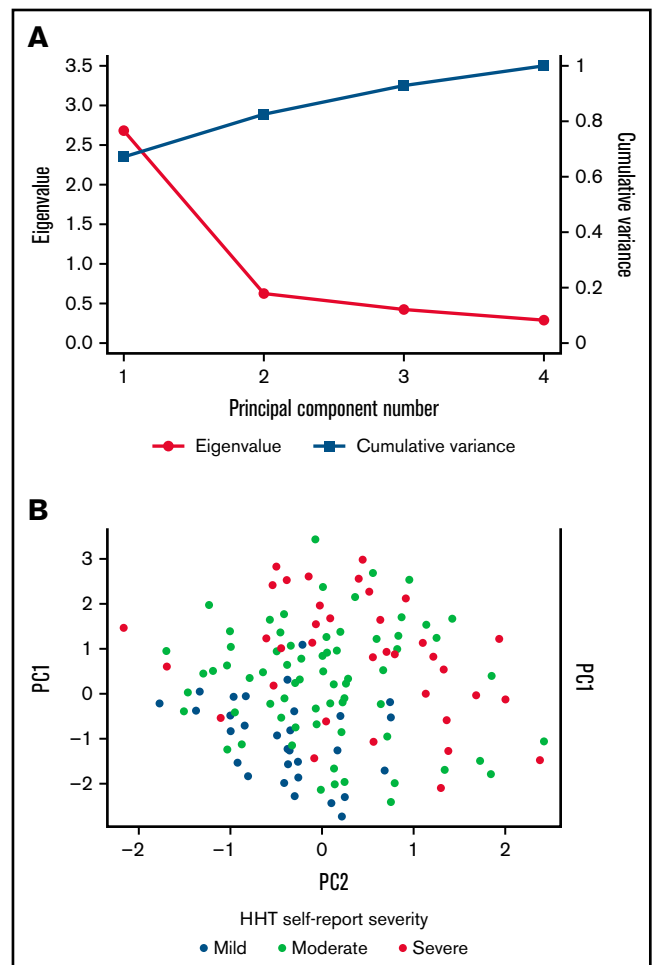 A
3.5
3.0
2.5
2.0
1.5
1.0
0.5
0.0
Eigenvalue
1
0.8
0.6
0.4
0.2
0
Cumulative variance
1 2 3 4
Principal component number
Eigenvalue Cumulative variance
B
3
2
1
0
−1
−2
PC1
PC1
−2 −1 0 1 2
PC2
HHT self-report severity
Mild Moderate Severe